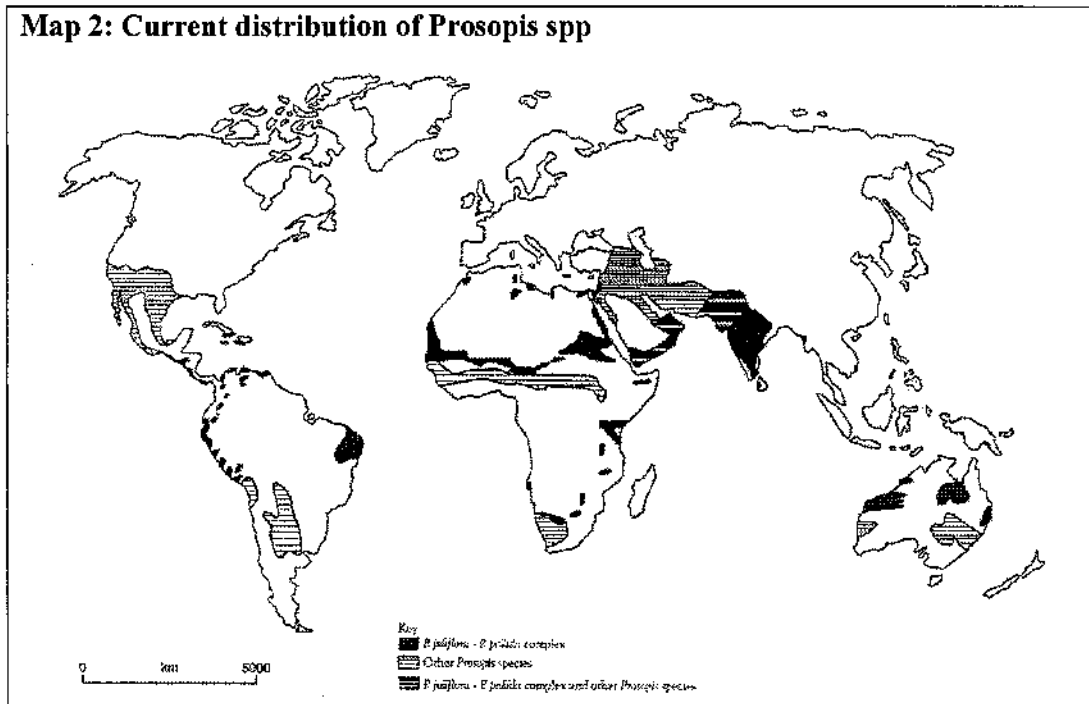 Map 2: Current distribution of Prosopis spp
Key
P juliflora - P pallida complex
Other Prosopis species
P juliflora - P pallida complex and other Prosopis species
0 km 5000